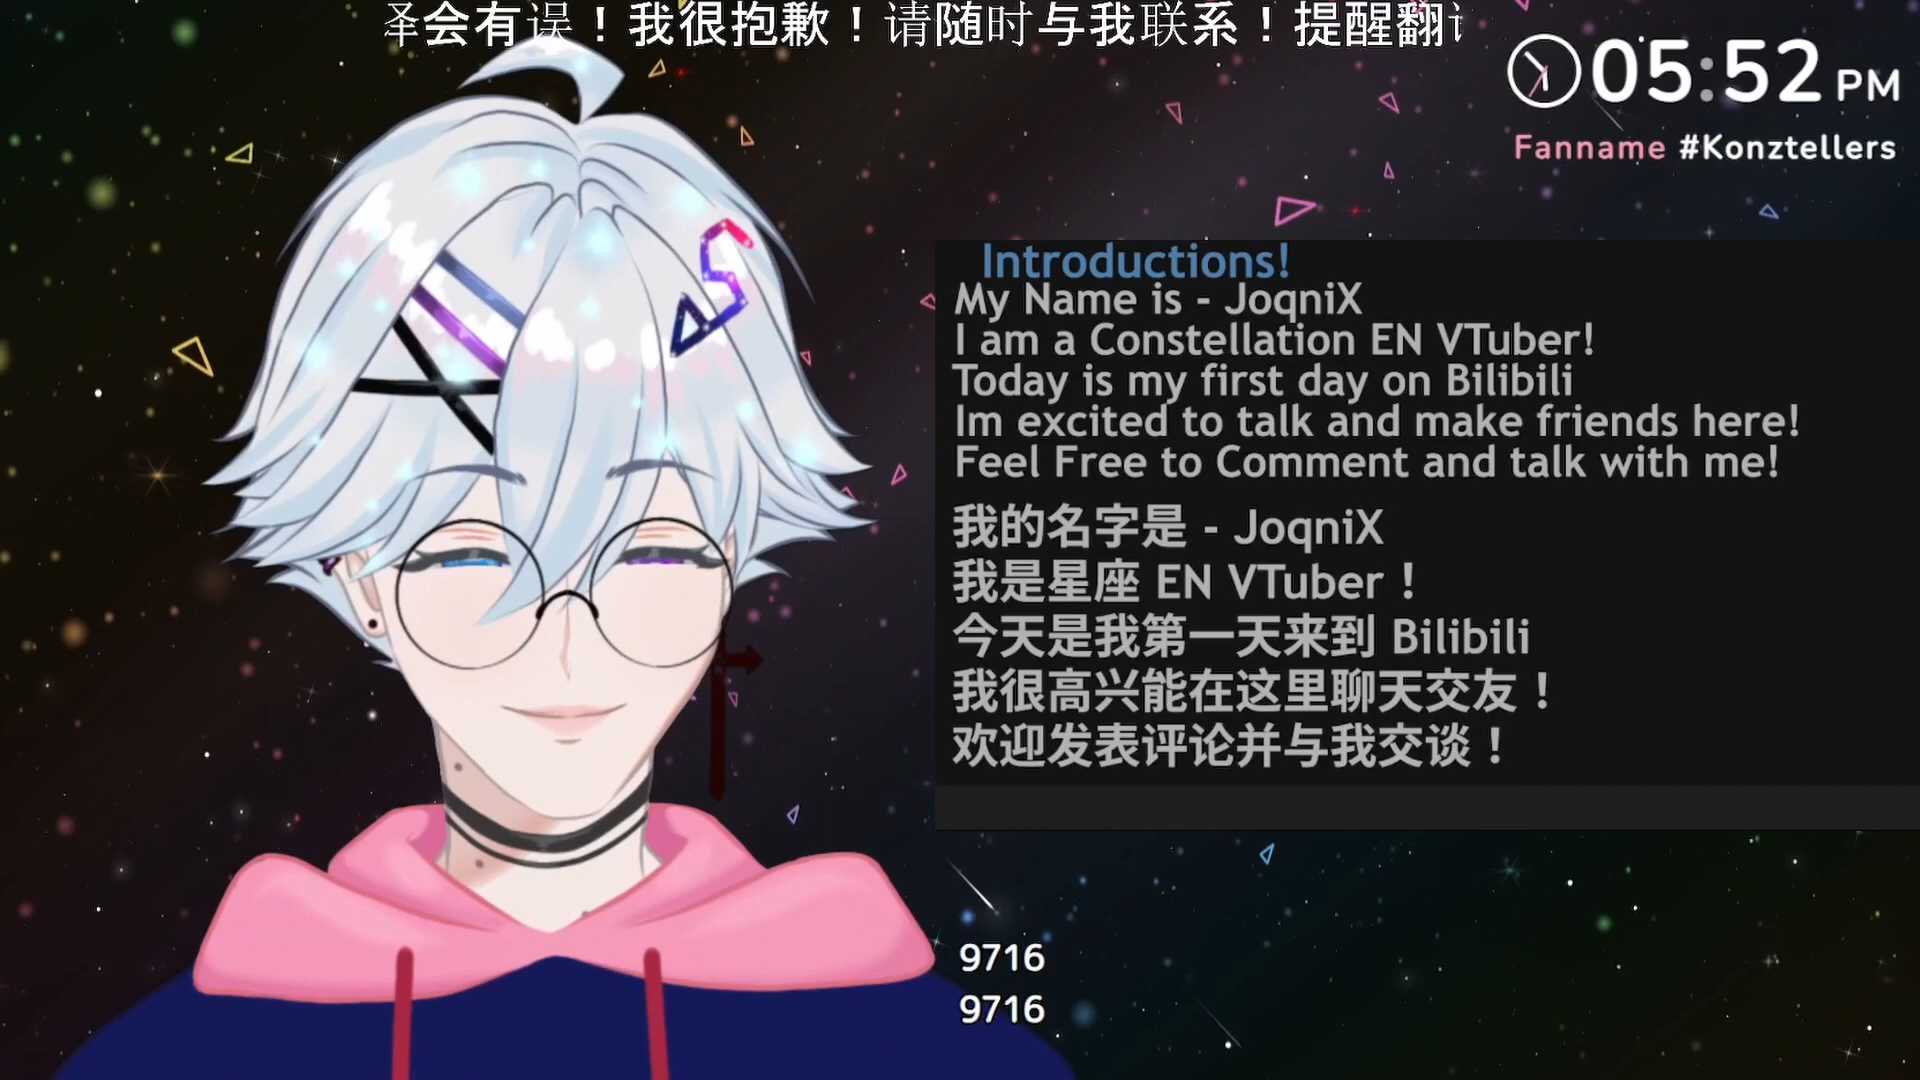 译会有误！我很抱歉！请随时与我联系！提醒翻
05:52 PM
Fanname #Konztellers
Introductions!
My Name is - JoqniX
I am a Constellation EN VTuber!
Today is my first day on Bilibili
Im excited to talk and make friends here!
Feel Free to Comment and talk with me!
我的名字是 - JoqniX
我是星座 EN VTuber！
今天是我第一天来到 Bilibili
我很高兴能在这里聊天交友！
欢迎发表评论并与我交谈！
9716
9716